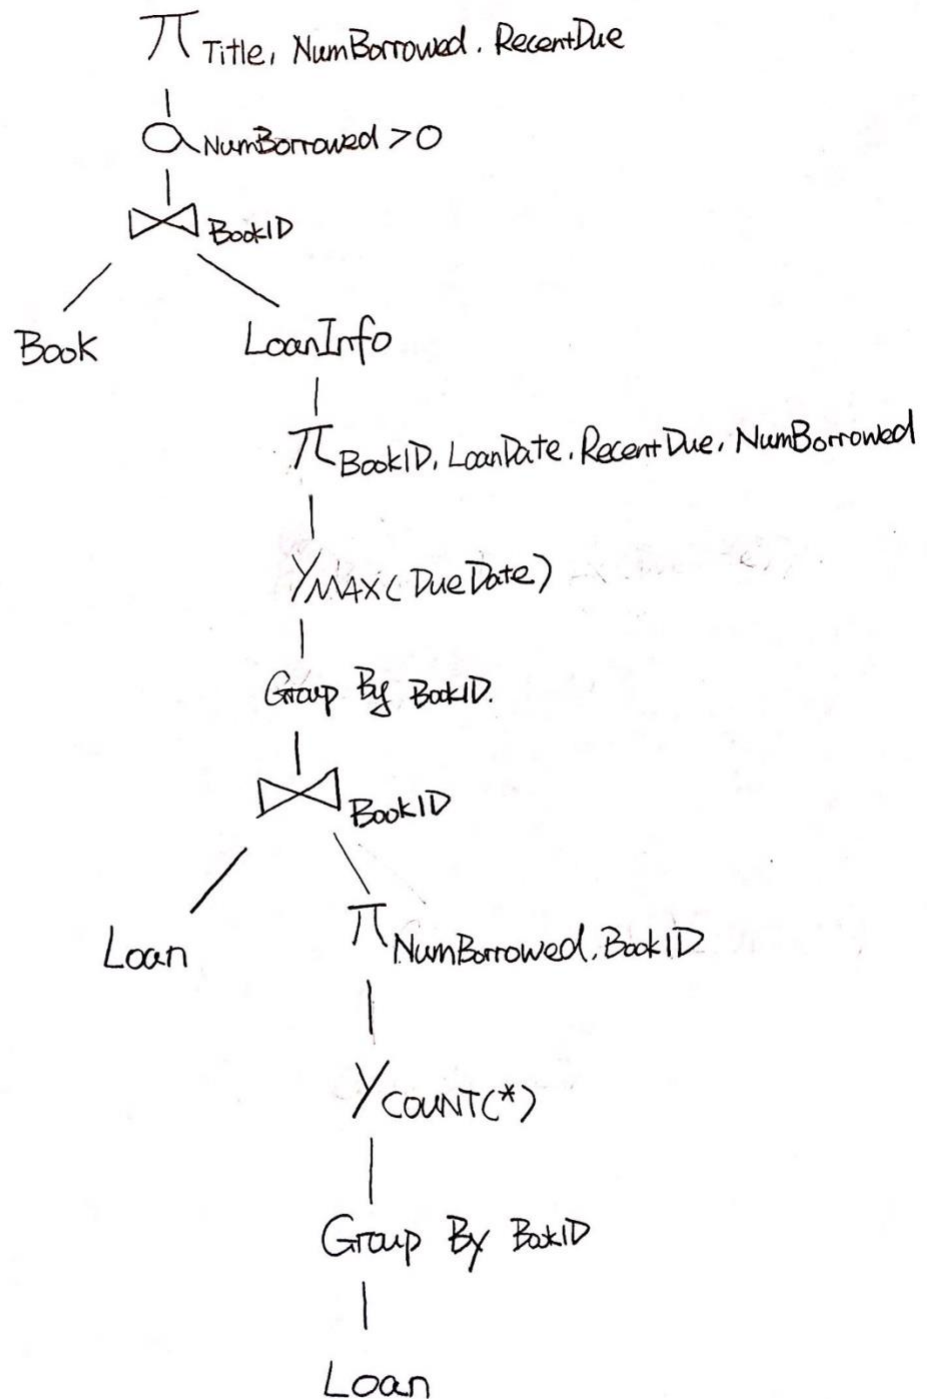 π Title, NumBorrowed, RecentDue
σ NumBorrowed > 0
⋈ BookID
Book LoanInfo
π BookID, LoanDate, RecentDue, NumBorrowed
γ MAX(DueDate)
Group By BookID.
⋈ BookID
Loan π NumBorrowed, BookID
γ COUNT(*)
Group By BookID
Loan